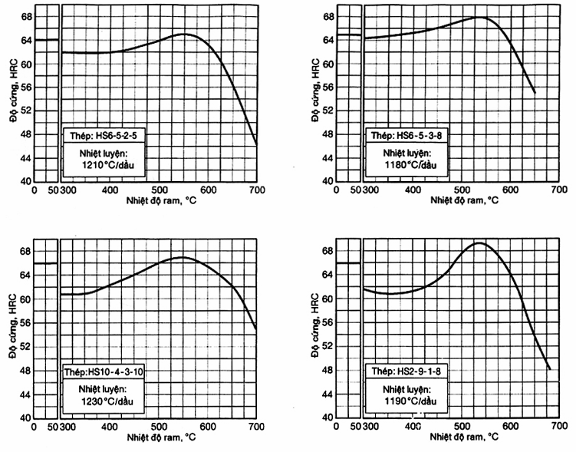 Độ cứng, HRC
68
64
60
56
52
48
44
40
Thép: HS6-5-2-5
Nhiệt luyện:
1210°C/dầu
0 50 300 400 500 600 700
Nhiệt độ ram, °C
Độ cứng, HRC
68
64
60
56
52
48
44
40
Thép: HS6-5-3-8
Nhiệt luyện:
1180°C/dầu
0 50 300 400 500 600 700
Nhiệt độ ram, °C
Độ cứng, HRC
68
64
60
56
52
48
44
40
Thép:HS10-4-3-10
Nhiệt luyện:
1230°C/dầu
0 50 300 400 500 600 700
Nhiệt độ ram, °C
Độ cứng, HRC
68
64
60
56
52
48
44
40
Thép: HS2-9-1-8
Nhiệt luyện:
1190°C/dầu
0 50 300 400 500 600 700
Nhiệt độ ram, °C